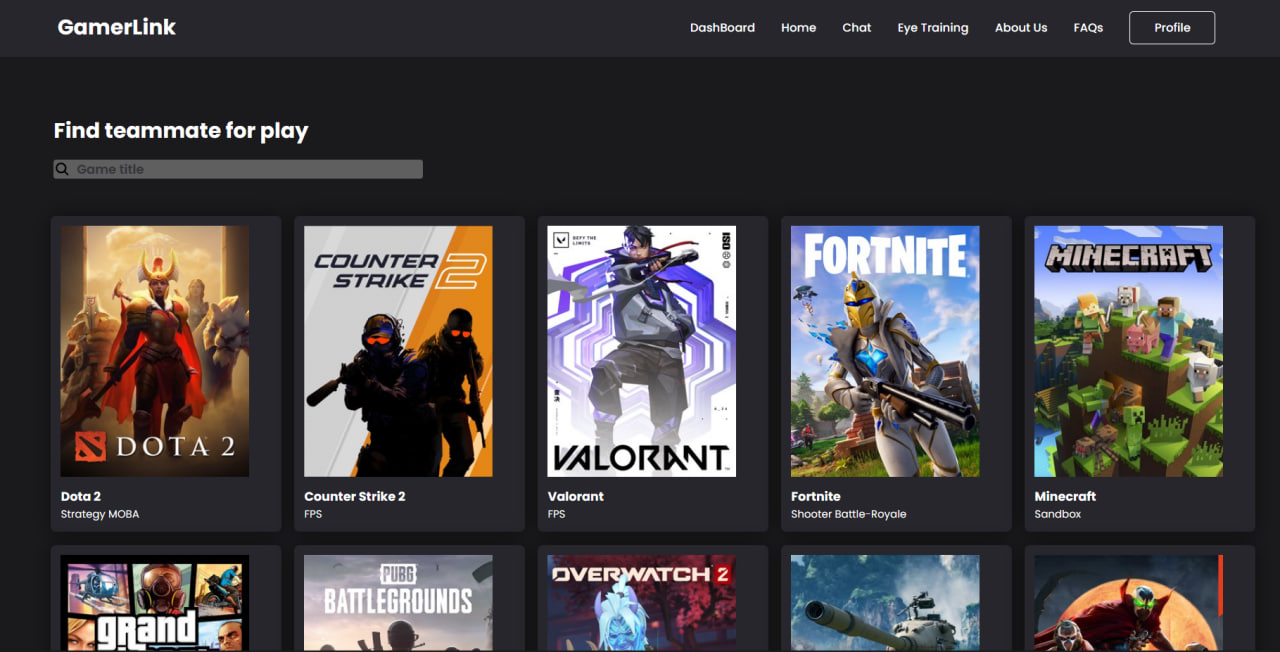 GamerLink
DashBoard Home Chat Eye Training About Us FAQs Profile
Find teammate for play
Game title
DOTA 2
COUNTER
STRIKE 2
DEFY THE
LIMITS
ISO
VALORANT
FORTNITE
MINECRAFT
Dota 2
Strategy MOBA
Counter Strike 2
FPS
Valorant
FPS
Fortnite
Shooter Battle-Royale
Minecraft
Sandbox
grand
PUBG
BATTLEGROUNDS
OVERWATCH 2